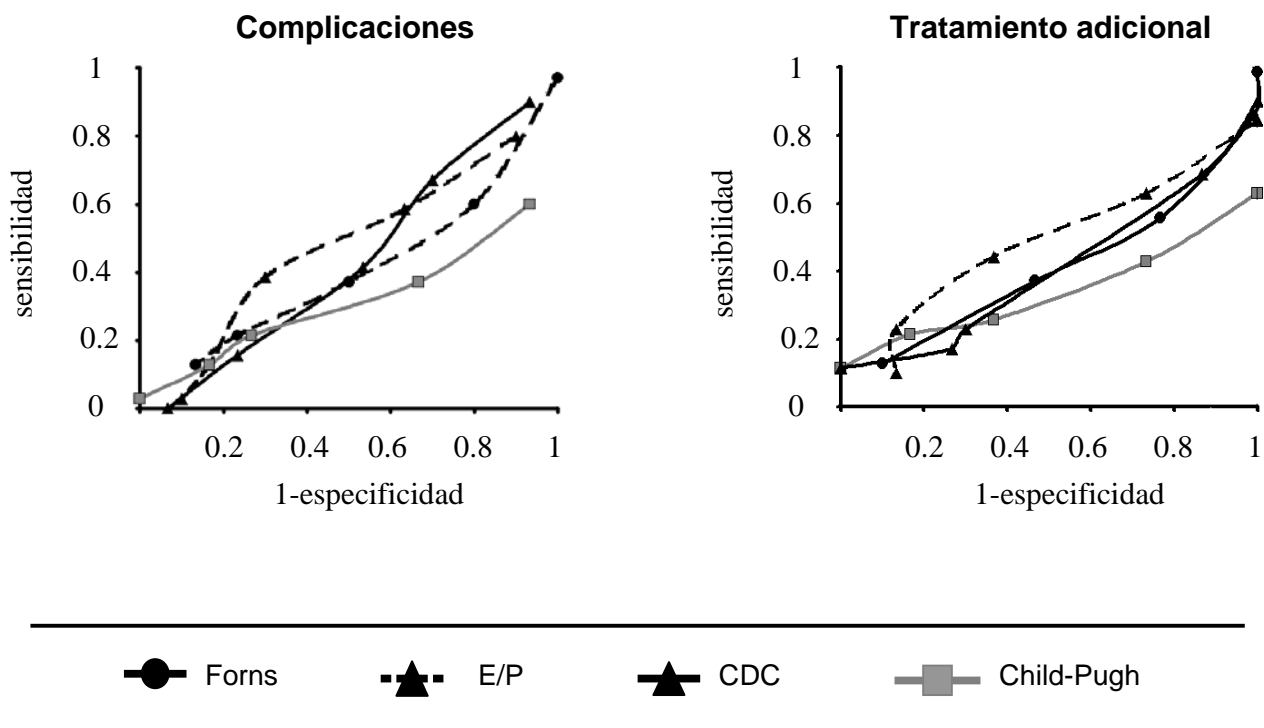 Complicaciones
1
0.8
0.6
0.4
0.2
0
sensibilidad
0.2 0.4 0.6 0.8 1
1-especificidad
Tratamiento adicional
1
0.8
0.6
0.4
0.2
0
sensibilidad
0.2 0.4 0.6 0.8 1
1-especificidad
Forns E/P CDC Child-Pugh